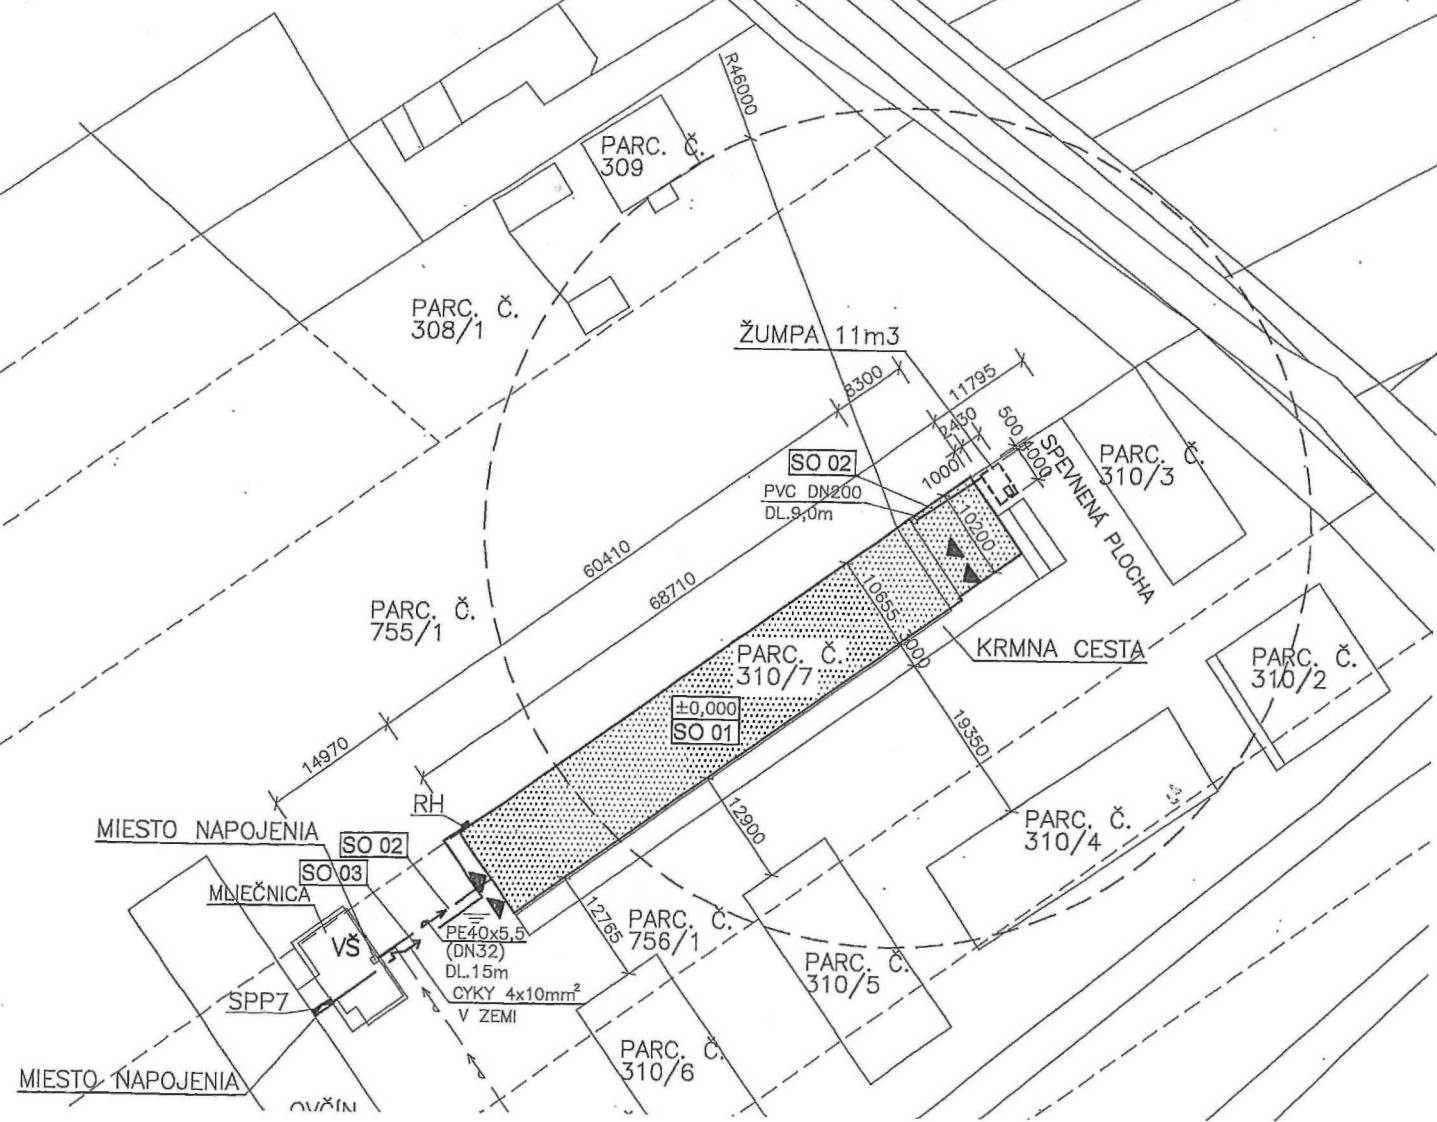 R46000
PARC. Č.
309
PARC. Č.
308/1
ŽUMPA 11m3
8300
11795
2430
500
4000
1000
SO 02
PVC DN200
DL.9,0m
SPEVNENÁ PLOCHA
PARC. Č.
310/3
10200
60410
68710
10655
3000
PARC. Č.
755/1
PARC. Č.
310/7
KRMNA CESTA
PARC. Č.
310/2
±0,000
SO 01
19350
14970
RH
12900
PARC. Č.
310/4
MIESTO NAPOJENIA
SO 02
SO 03
MLIEČNICA
VŠ
PE40x5,5
(DN32)
DL.15m
CYKY 4x10mm²
V ZEMI
12765
PARC. Č.
756/1
PARC. Č.
310/5
SPP7
PARC. Č.
310/6
MIESTO NAPOJENIA
OVČÍN